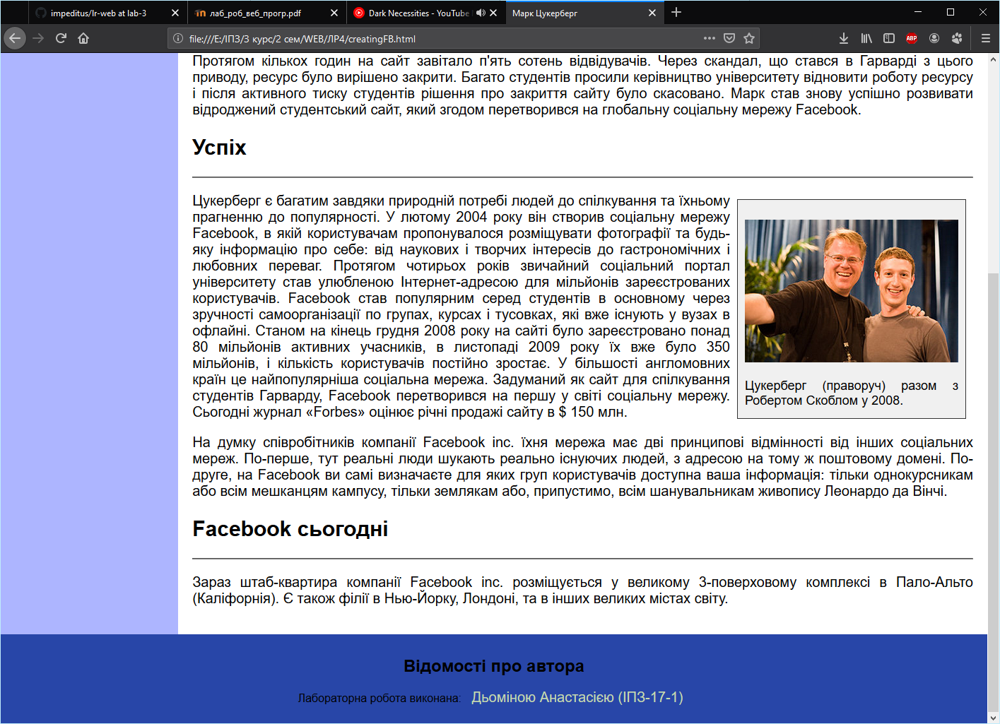 impeditus/lr-web at lab-3
лаб_роб_веб_прогр.pdf
Dark Necessities - YouTube
Марк Цукерберг
file:///E:/ІПЗ/3 курс/2 сем/WEB/ЛР4/creatingFB.html
ABP
Протягом кількох годин на сайт завітало п'ять сотень відвідувачів. Через скандал, що стався в Гарварді з цього
приводу, ресурс було вирішено закрити. Багато студентів просили керівництво університету відновити роботу ресурсу
і після активного тиску студентів рішення про закриття сайту було скасовано. Марк став знову успішно розвивати
відроджений студентський сайт, який згодом перетворився на глобальну соціальну мережу Facebook.
Успіх
Цукерберг є багатим завдяки природній потребі людей до спілкування та їхньому
прагненню до популярності. У лютому 2004 року він створив соціальну мережу
Facebook, в якій користувачам пропонувалося розміщувати фотографії та будь-
яку інформацію про себе: від наукових і творчих інтересів до гастрономічних і
любовних переваг. Протягом чотирьох років звичайний соціальний портал
університету став улюбленою Інтернет-адресою для мільйонів зареєстрованих
користувачів. Facebook став популярним серед студентів в основному через
зручності самоорганізації по групах, курсах і тусовках, які вже існують у вузах в
офлайні. Станом на кінець грудня 2008 року на сайті було зареєстровано понад
80 мільйонів активних учасників, в листопаді 2009 року їх вже було 350
мільйонів, і кількість користувачів постійно зростає. У більшості англомовних
країн це найпопулярніша соціальна мережа. Задуманий як сайт для спілкування
студентів Гарварду, Facebook перетворився на першу у світі соціальну мережу.
Сьогодні журнал «Forbes» оцінює річні продажі сайту в $ 150 млн.
Цукерберг (праворуч) разом з
Робертом Скоблом у 2008.
На думку співробітників компанії Facebook inc. їхня мережа має дві принципові відмінності від інших соціальних
мереж. По-перше, тут реальні люди шукають реально існуючих людей, з адресою на тому ж поштовому домені. По-
друге, на Facebook ви самі визначаєте для яких груп користувачів доступна ваша інформація: тільки однокурсникам
або всім мешканцям кампусу, тільки землякам або, припустимо, всім шанувальникам живопису Леонардо да Вінчі.
Facebook сьогодні
Зараз штаб-квартира компанії Facebook inc. розміщується у великому 3-поверховому комплексі в Пало-Альто
(Каліфорнія). Є також філії в Нью-Йорку, Лондоні, та в інших великих містах світу.
Відомості про автора
Лабораторна робота виконана: Дьоміною Анастасією (ІПЗ-17-1)